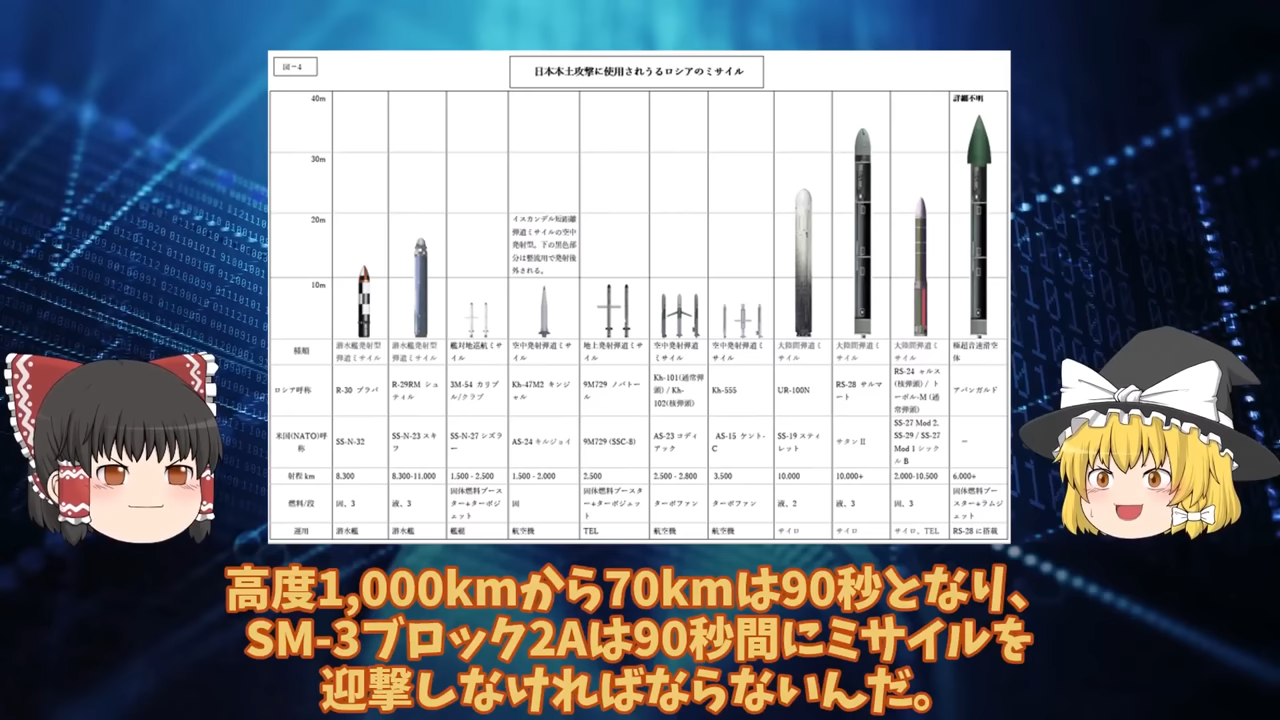 図-4
日本本土攻撃に使用されうるロシアのミサイル
40m
30m
20m
10m
詳細不明
イスカンデル短距離
弾道ミサイルの空中
発射型。下の黒色部
分は整流用で発射後
外される。
種類
潜水艦発射型
弾道ミサイル
潜水艦発射型
弾道ミサイル
艦対地巡航ミサ
イル
空中発射弾道ミサ
イル
地上発射弾道ミサ
イル
空中発射弾道
ミサイル
空中発射弾道ミ
サイル
大陸間弾道ミ
サイル
大陸間弾道ミ
サイル
大陸間弾道ミ
サイル
極超音速滑空
体
ロシア呼称
R-30 ブラバ
R-29RM シュ
ティル
3M-54 カリブ
ル/クラブ
Kh-47M2 キンジ
ャル
9M729 ノバトー
ル
Kh-101(通常弾
頭) / Kh-
102(核弾頭)
Kh-555
UR-100N
RS-28 サルマ
ート
RS-24 ヤルス
(核弾頭) / ト
ーポル-M (通
常弾頭)
アバンガルド
米国(NATO)呼
称
SS-N-32
SS-N-23 スキ
フ
SS-N-27 シズラ
ー
AS-24 キルジョイ
9M729 (SSC-8)
AS-23 コディ
アック
AS-15 ケント-
C
SS-19 スティ
レット
サタンⅡ
SS-27 Mod 2,
SS-29 / SS-27
Mod 1 シック
ル B
–
射程 km
8.300
8.300-11.000
1.500 - 2.500
1.500 - 2.000
2.500
2.500 - 2.800
3.500
10.000
10.000+
2.000-10.500
6.000+
燃料/段
固、3
液、3
固体燃料ブース
ター+ターボジ
ェット
固
固体燃料ブースタ
ー+ターボジェッ
ト
ターボファン
ターボファン
液、2
液、3
固、3
固体燃料ブー
スター+ラムジ
ェット
運用
潜水艦
潜水艦
艦艇
航空機
TEL
航空機
航空機
サイロ
サイロ
サイロ、TEL
RS-28 に搭載
高度1,000kmから70kmは90秒となり、
SM-3ブロック2Aは90秒間にミサイルを
迎撃しなければならないんだ。